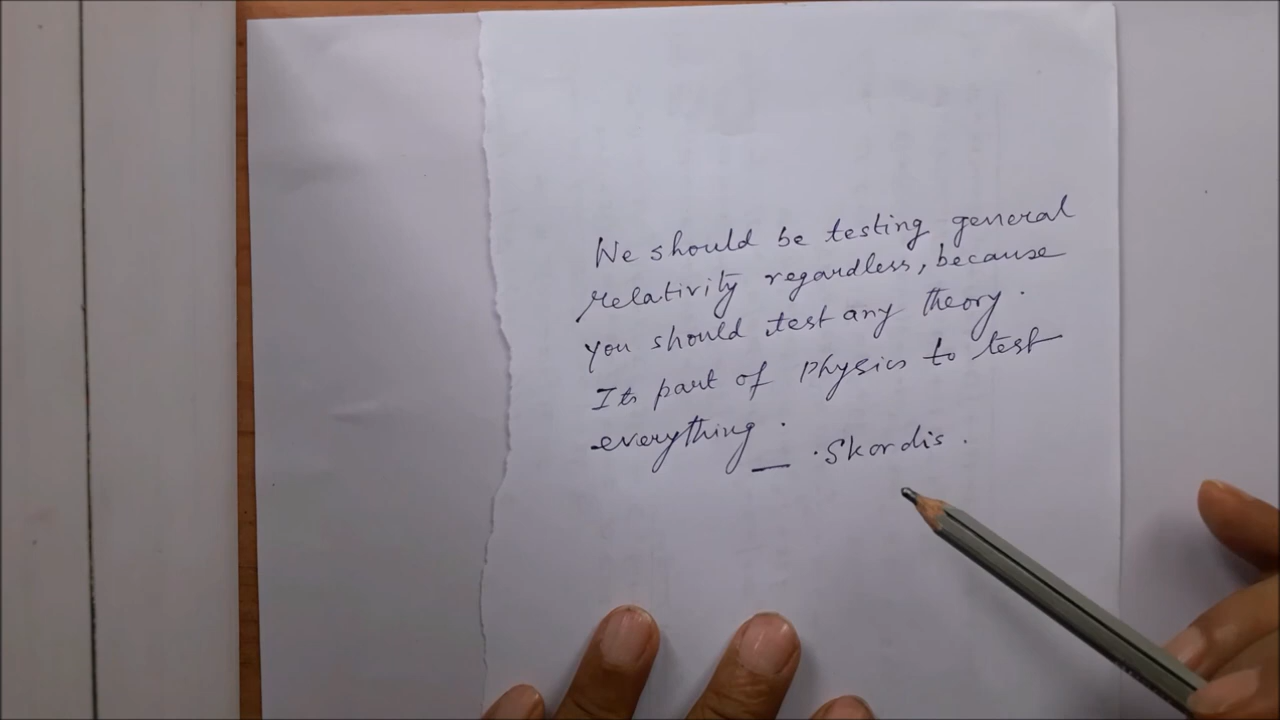 We should be testing general
relativity regardless, because
you should test any theory.
Its part of Physics to test
everything.
_ . Skordis.